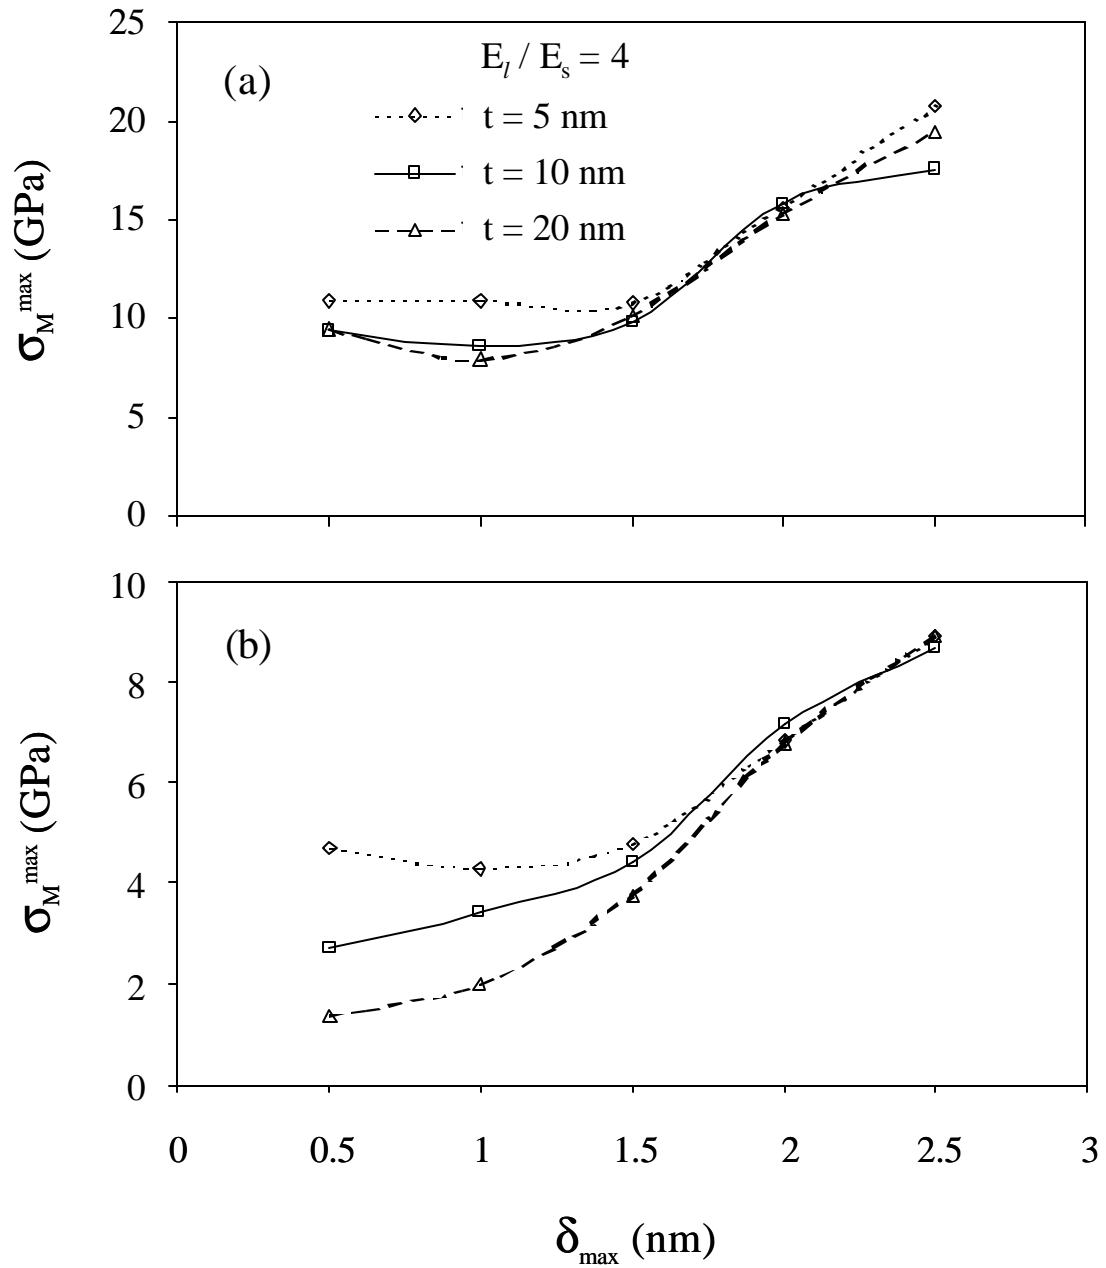 25
20
15
10
5
0
σ_M^max (GPa)
(a)
E_l / E_s = 4
t = 5 nm
t = 10 nm
t = 20 nm
10
8
6
4
2
0
σ_M^max (GPa)
(b)
0 0.5 1 1.5 2 2.5 3
δ_max (nm)